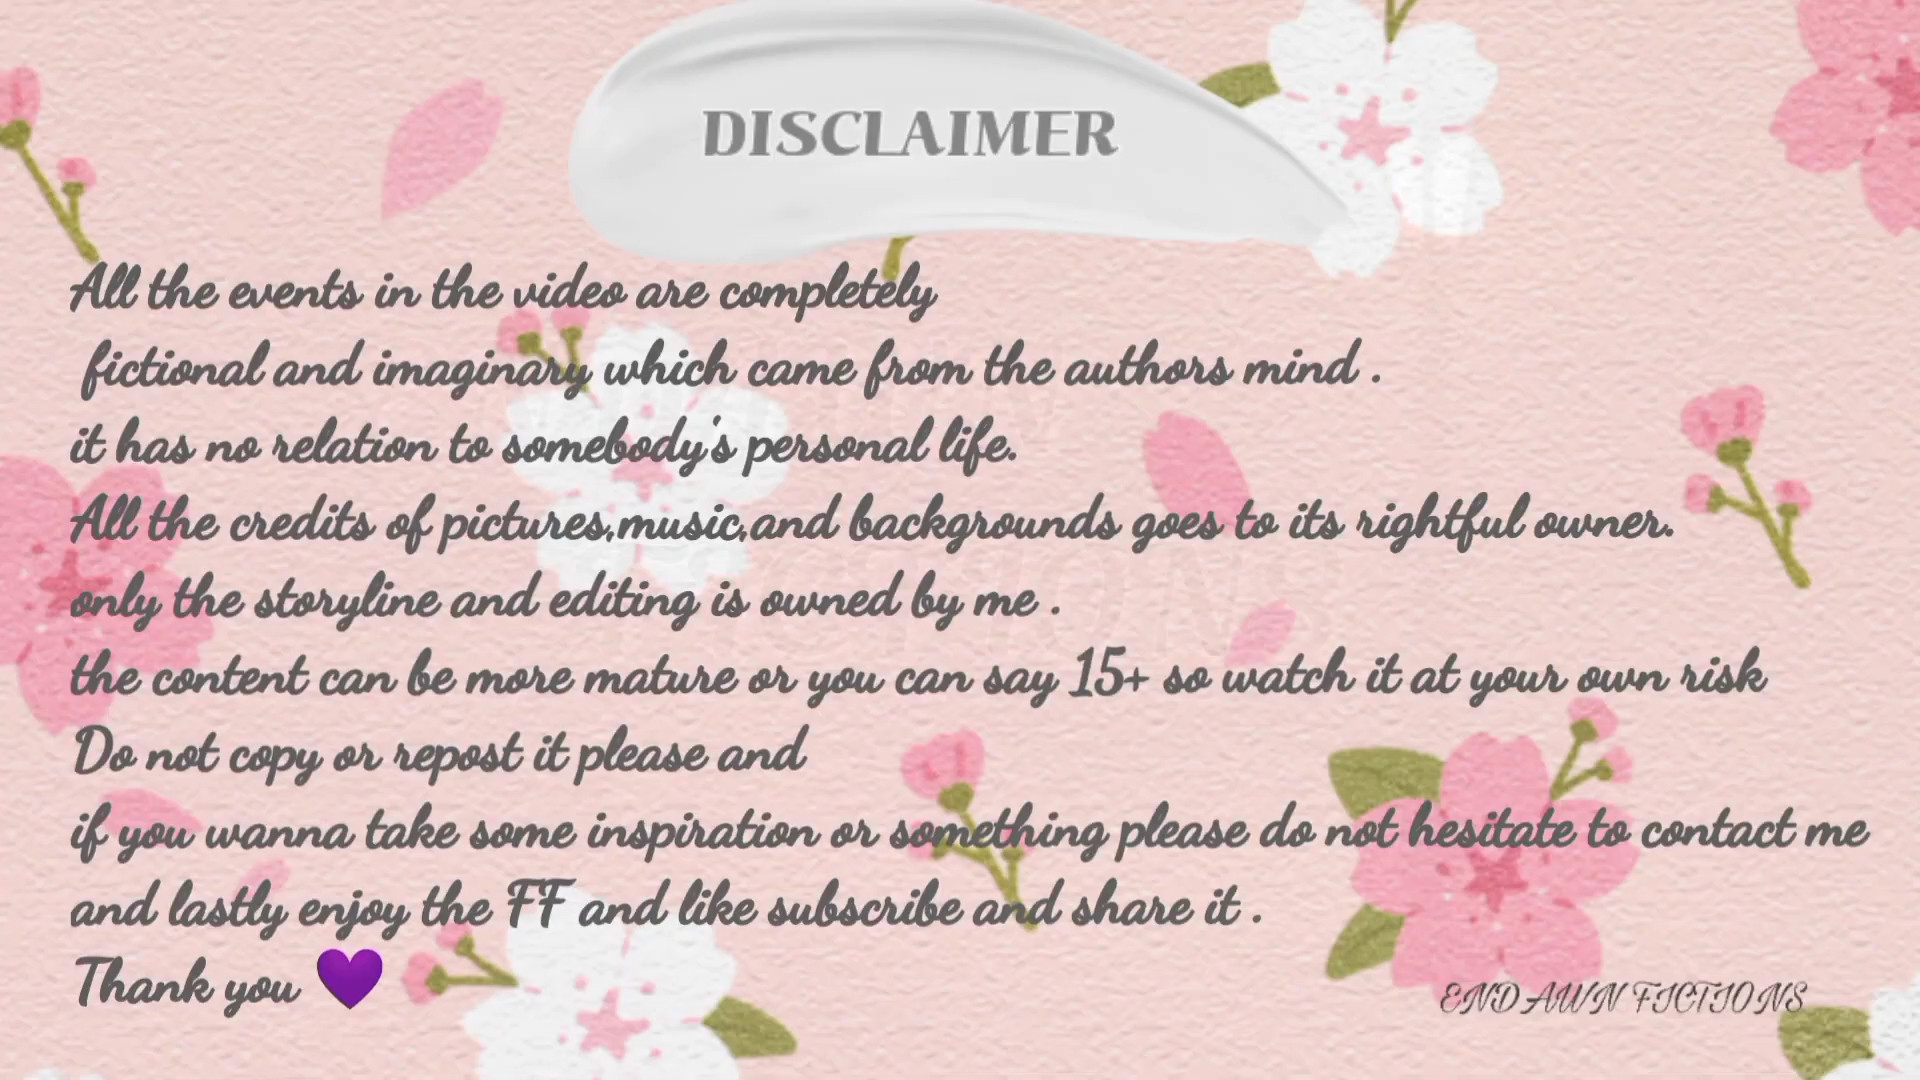 DISCLAIMER
All the events in the video are completely
fictional and imaginary which came from the authors mind .
it has no relation to somebody's personal life.
All the credits of pictures,music,and backgrounds goes to its rightful owner.
only the storyline and editing is owned by me .
the content can be more mature or you can say 15+ so watch it at your own risk
Do not copy or repost it please and
if you wanna take some inspiration or something please do not hesitate to contact me
and lastly enjoy the FF and like subscribe and share it .
Thank you 💜
ENDAWN FICTIONS